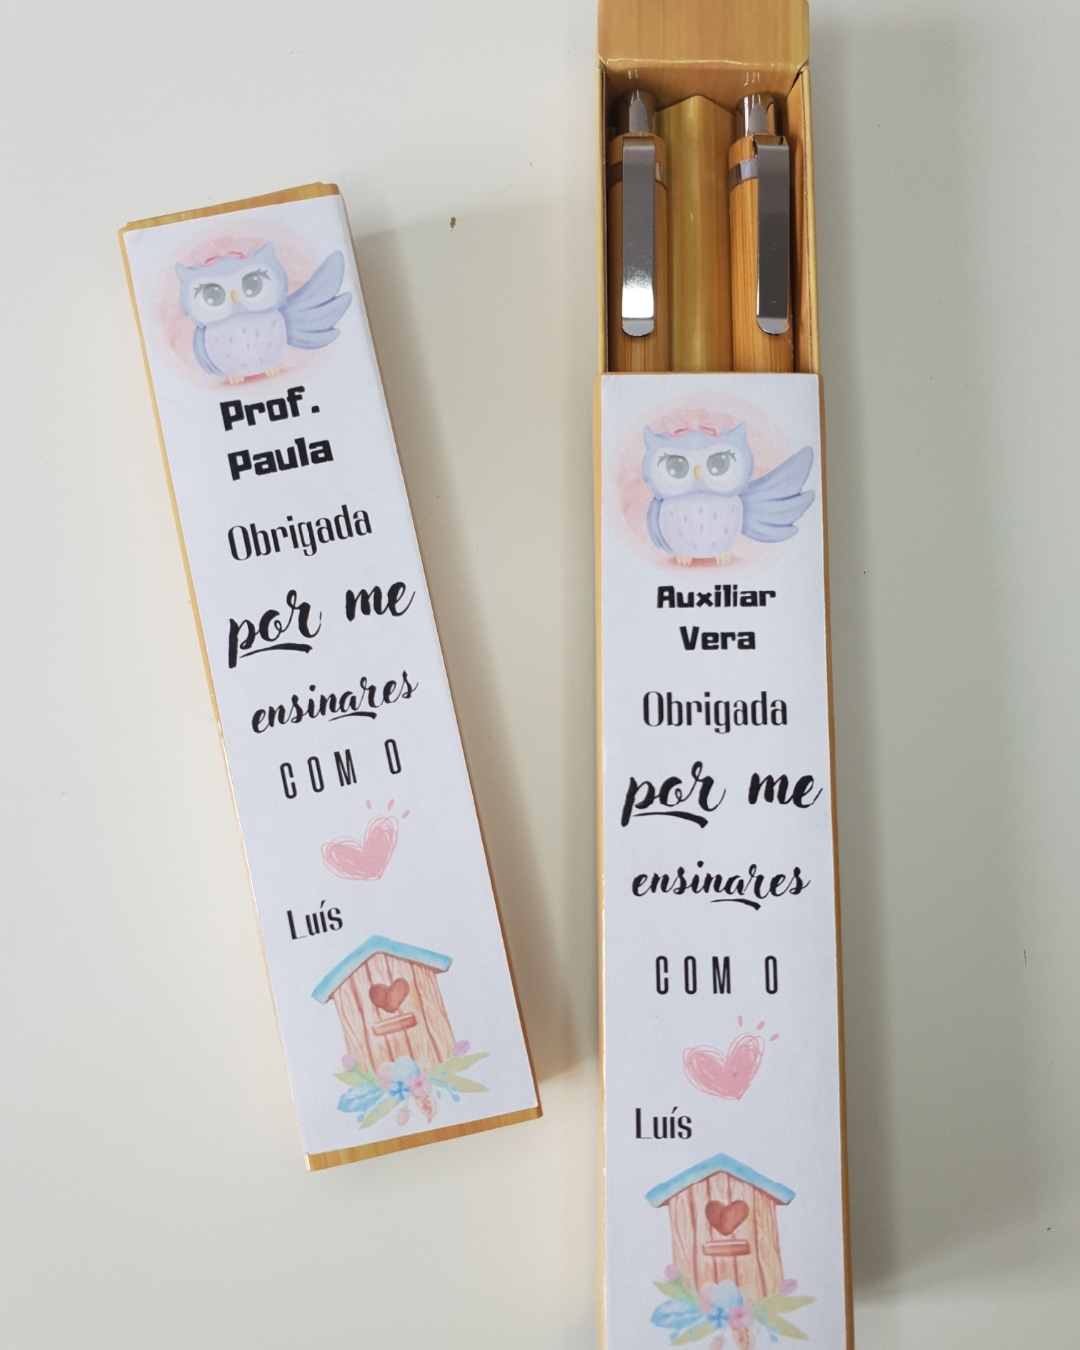 Prof.
Paula
Obrigada
por me
ensinares
COM O
Luís
Auxiliar
Vera
Obrigada
por me
ensinares
COM O
Luís